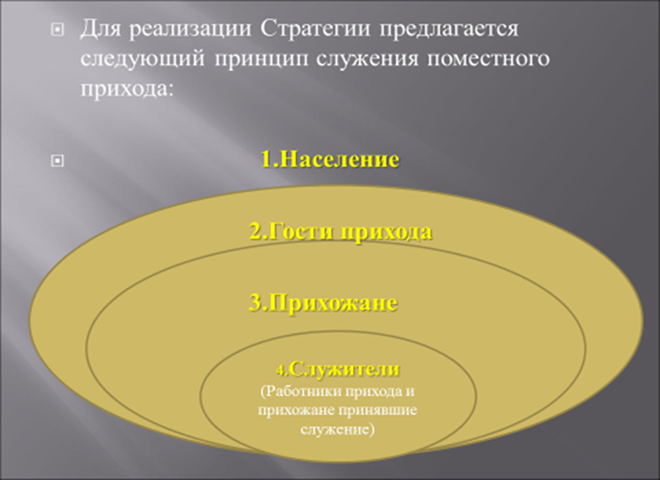 Для реализации Стратегии предлагается
следующий принцип служения поместного
прихода:
1.Население
2.Гости прихода
3.Прихожане
4.Служители
(Работники прихода и
прихожане принявшие
служение)